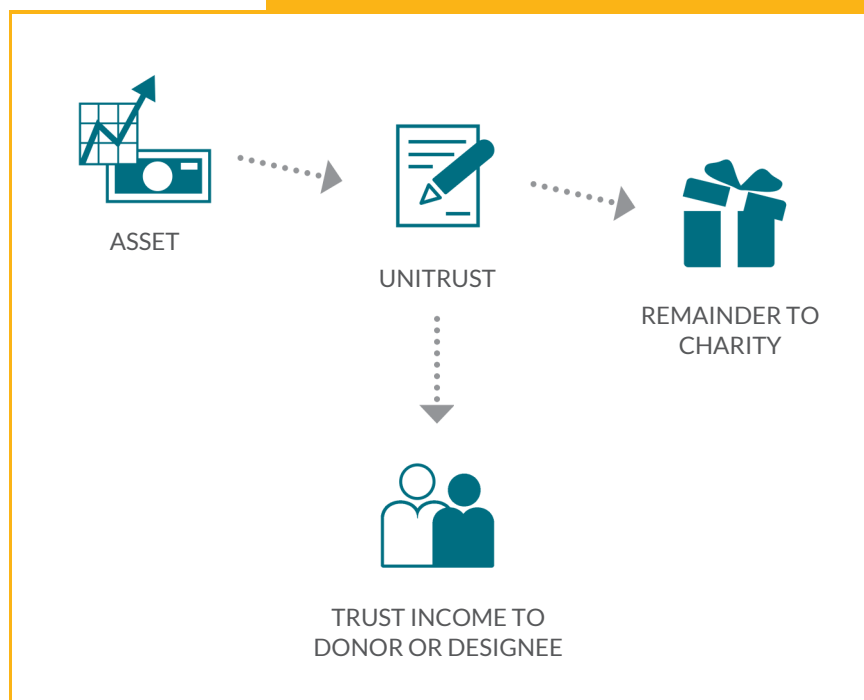 ASSET
UNITRUST
REMAINDER TO
CHARITY
TRUST INCOME TO
DONOR OR DESIGNEE